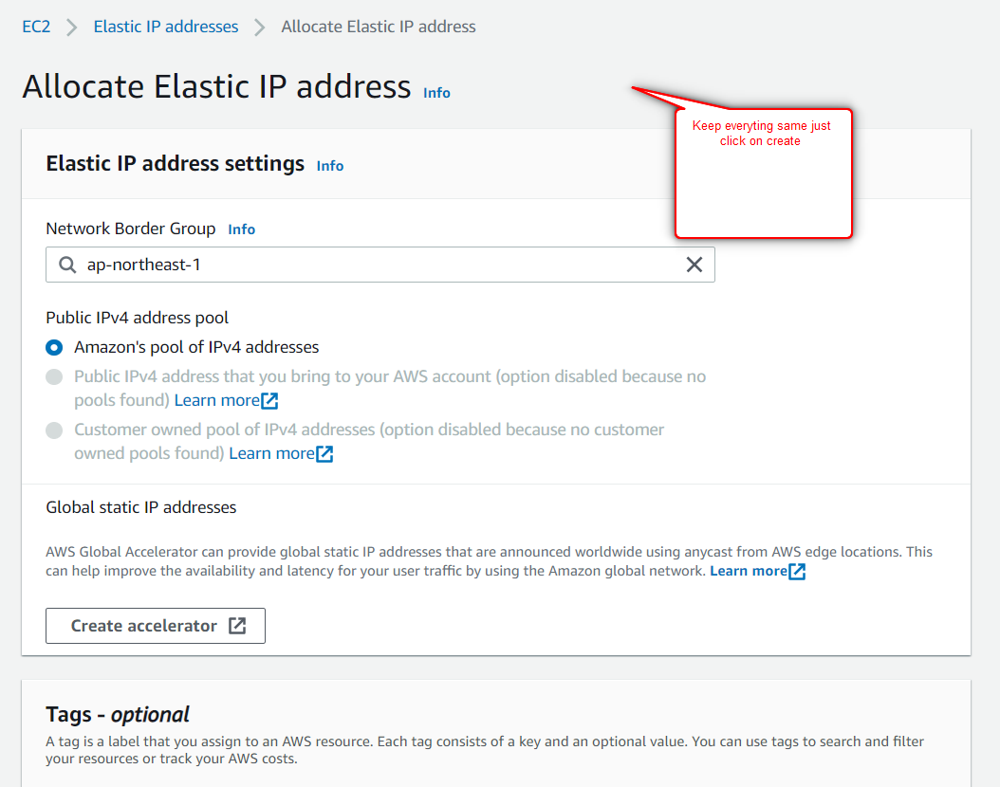 EC2 > Elastic IP addresses > Allocate Elastic IP address
Allocate Elastic IP address Info
Keep everyting same just
click on create
Elastic IP address settings Info
Network Border Group Info
ap-northeast-1
Public IPv4 address pool
Amazon's pool of IPv4 addresses
Public IPv4 address that you bring to your AWS account (option disabled because no
pools found) Learn more
Customer owned pool of IPv4 addresses (option disabled because no customer
owned pools found) Learn more
Global static IP addresses
AWS Global Accelerator can provide global static IP addresses that are announced worldwide using anycast from AWS edge locations. This
can help improve the availability and latency for your user traffic by using the Amazon global network. Learn more
Create accelerator
Tags - optional
A tag is a label that you assign to an AWS resource. Each tag consists of a key and an optional value. You can use tags to search and filter
your resources or track your AWS costs.